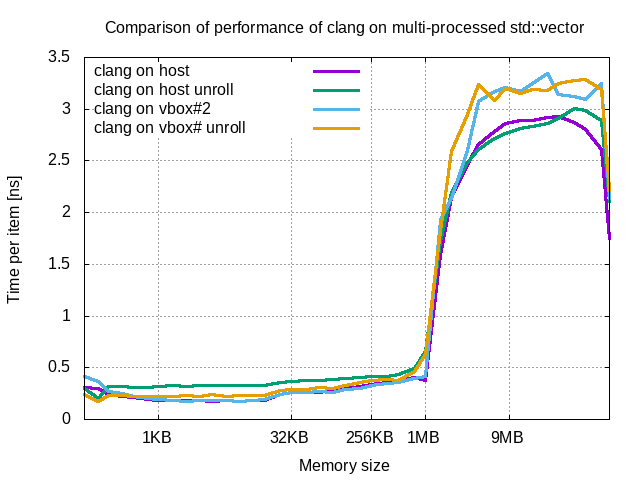 Comparison of performance of clang on multi-processed std::vector
3.5
3
2.5
2
1.5
1
0.5
0
Time per item [ns]
clang on host
clang on host unroll
clang on vbox#2
clang on vbox# unroll
1KB
32KB
256KB
1MB
9MB
Memory size